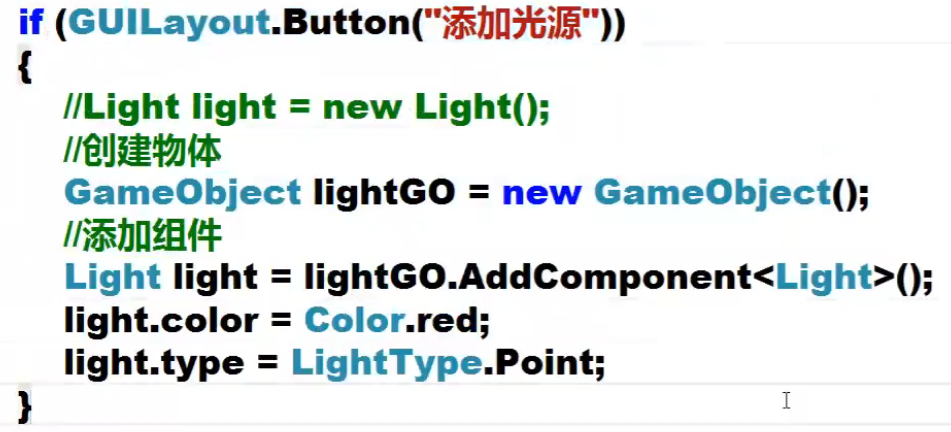 if (GUILayout.Button("添加光源"))
{
//Light light = new Light();
//创建物体
GameObject lightGO = new GameObject();
//添加组件
Light light = lightGO.AddComponent<Light>();
light.color = Color.red;
light.type = LightType.Point;
}